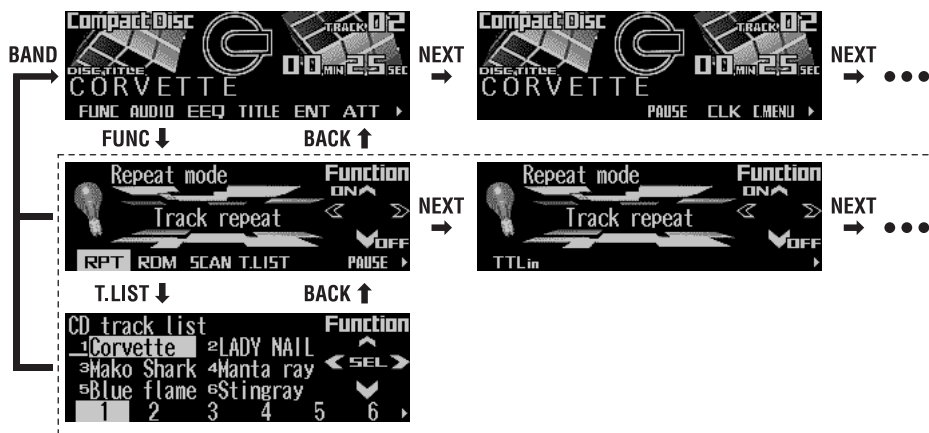 Compact Disc TRACK 02
00 MIN 25 SEC
DISC TITLE
CORVETTE
FUNC AUDIO EEQ TITLE ENT ATT
BAND
NEXT
Compact Disc TRACK 02
00 MIN 25 SEC
DISC TITLE
CORVETTE
PAUSE CLK C.MENU
NEXT
FUNC BACK
Repeat mode Function
ON
Track repeat
OFF
RPT RDM SCAN T.LIST PAUSE
NEXT
Repeat mode Function
ON
Track repeat
OFF
TTLin
NEXT
T.LIST BACK
CD track list Function
1Corvette 2LADY NAIL
3Mako Shark 4Manta ray SEL
5Blue flame 6Stingray
1 2 3 4 5 6